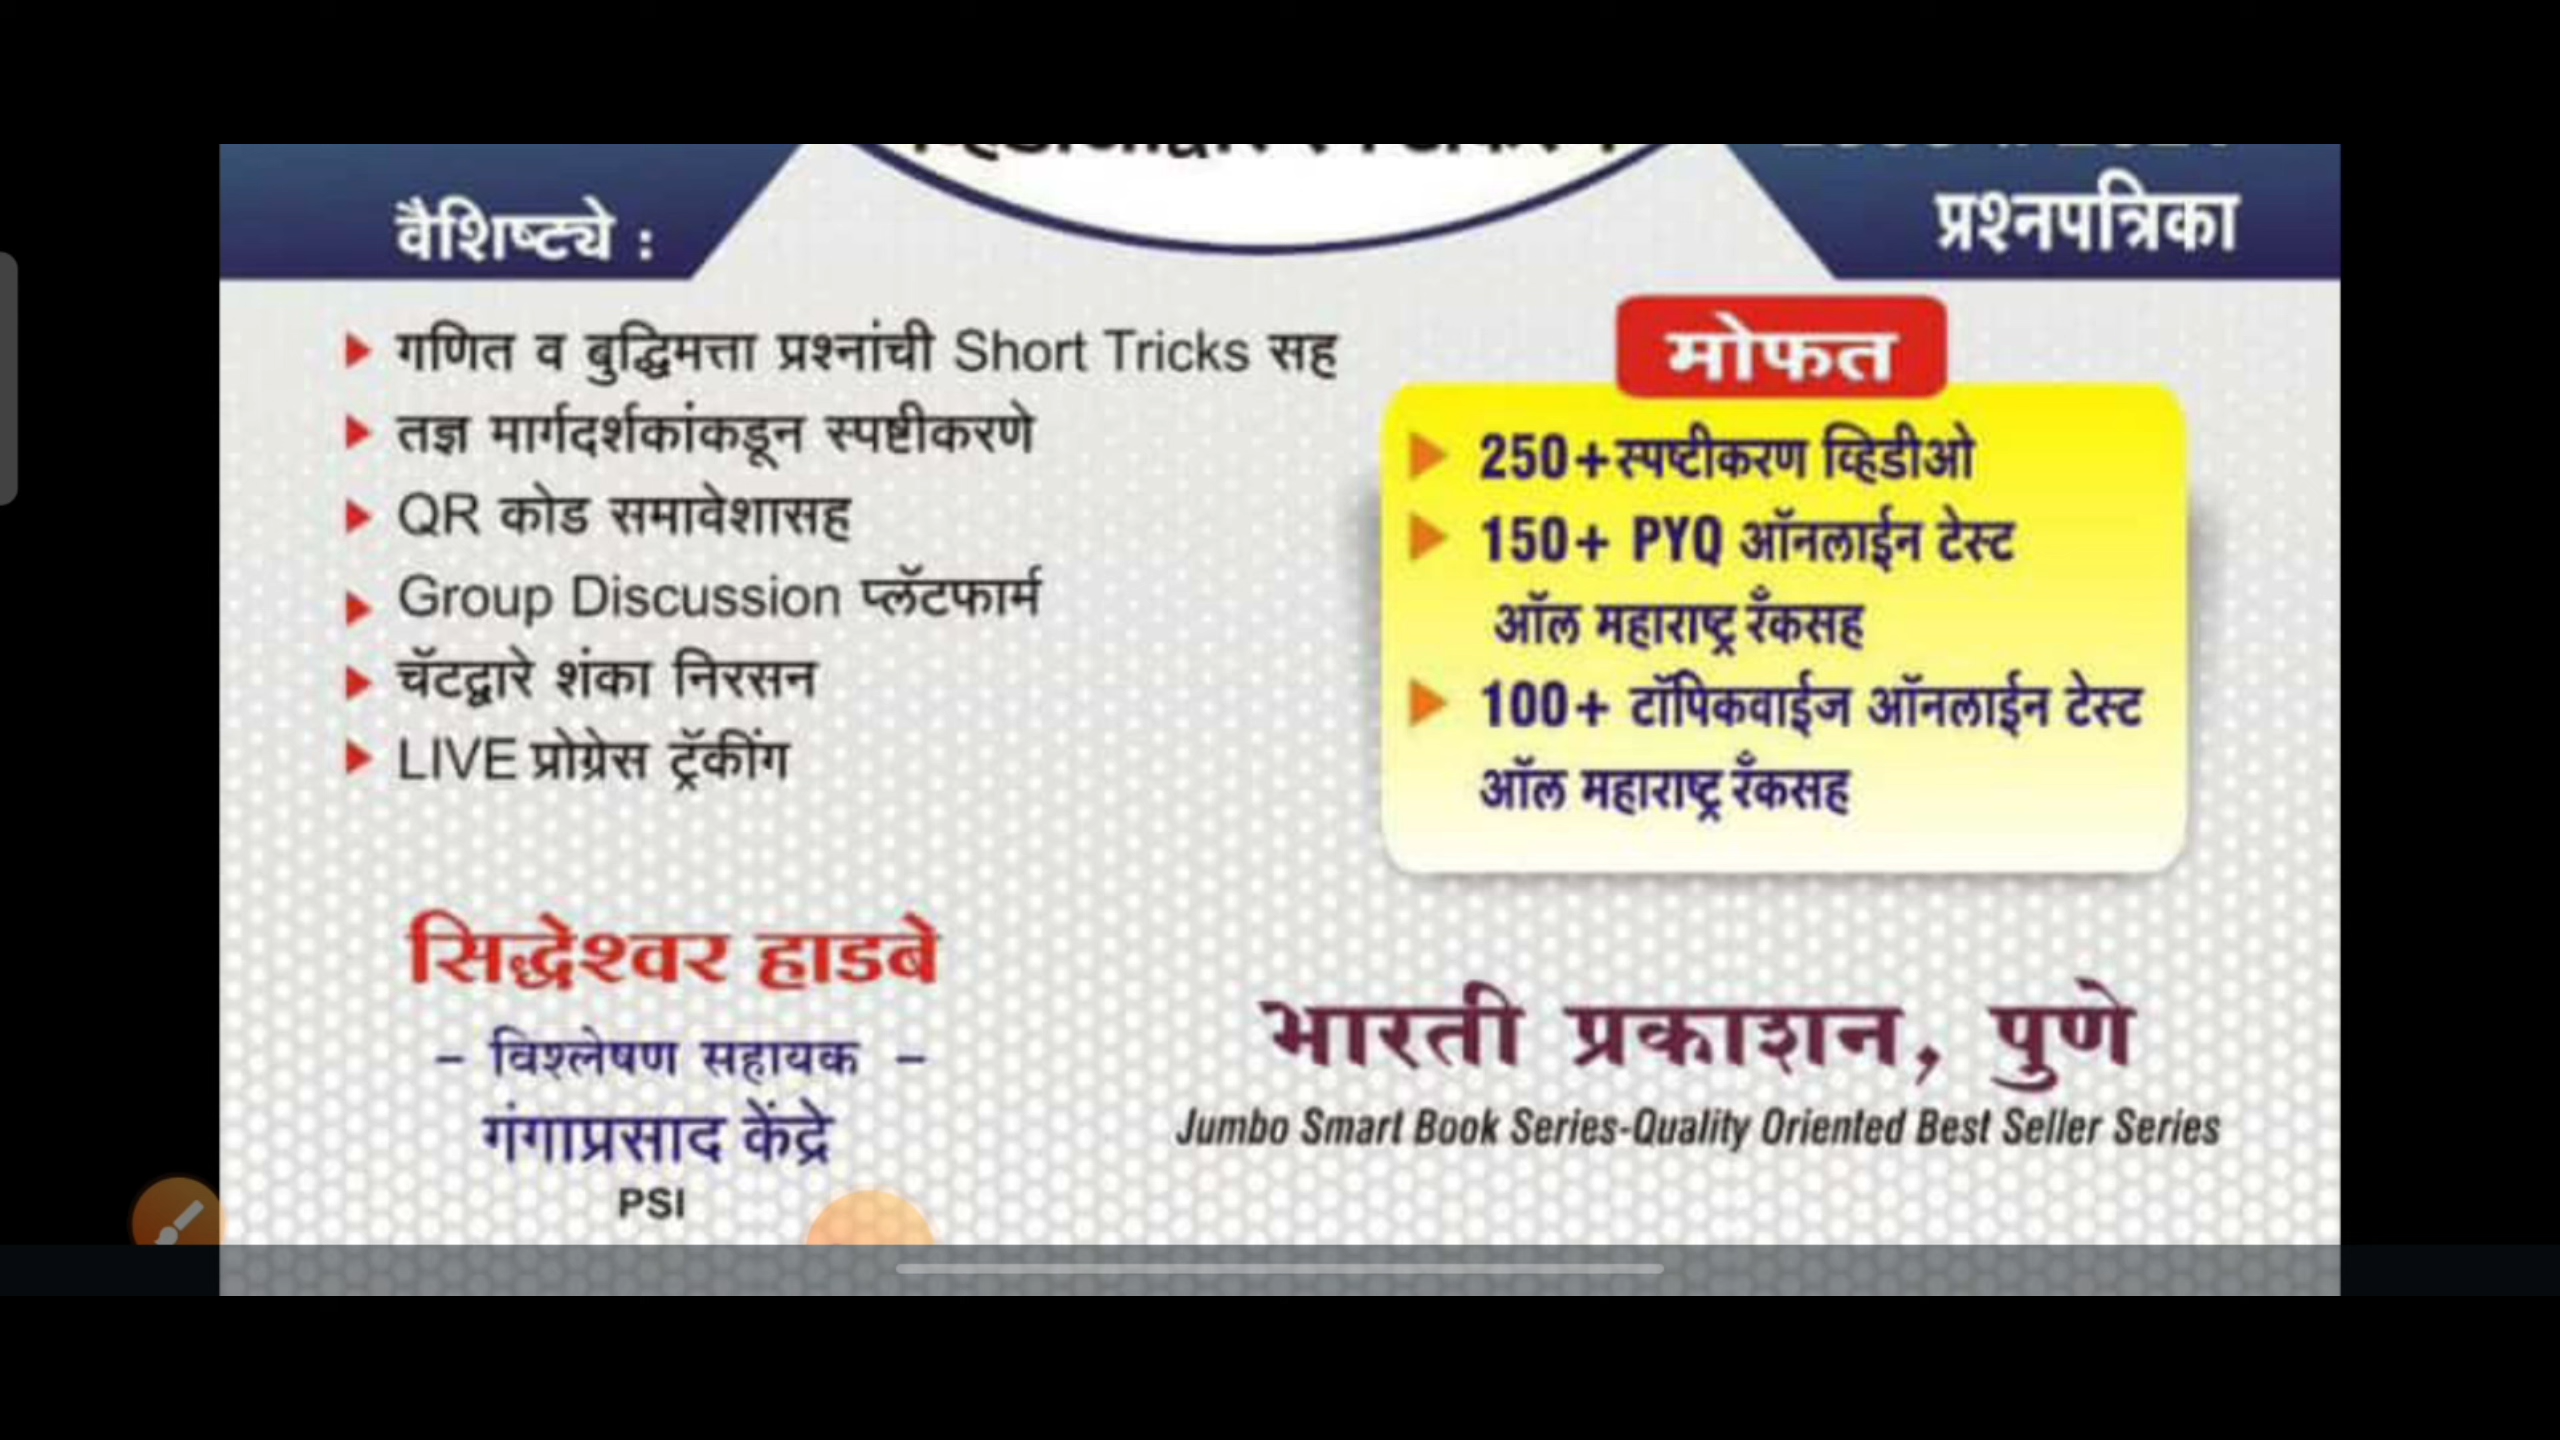 वैशिष्ट्ये :
प्रश्नपत्रिका
गणित व बुद्धिमत्ता प्रश्नांची Short Tricks सह
तज्ञ मार्गदर्शकांकडून स्पष्टीकरणे
QR कोड समावेशासह
Group Discussion प्लॅटफार्म
चॅटद्वारे शंका निरसन
LIVE प्रोग्रेस ट्रॅकींग
मोफत
250+स्पष्टीकरण व्हिडीओ
150+ PYQ ऑनलाईन टेस्ट
ऑल महाराष्ट्र रँकसह
100+ टॉपिकवाईज ऑनलाईन टेस्ट
ऑल महाराष्ट्र रँकसह
सिद्धेश्वर हाडबे
– विश्लेषण सहायक –
गंगाप्रसाद केंद्रे
PSI
भारती प्रकाशन, पुणे
Jumbo Smart Book Series-Quality Oriented Best Seller Series